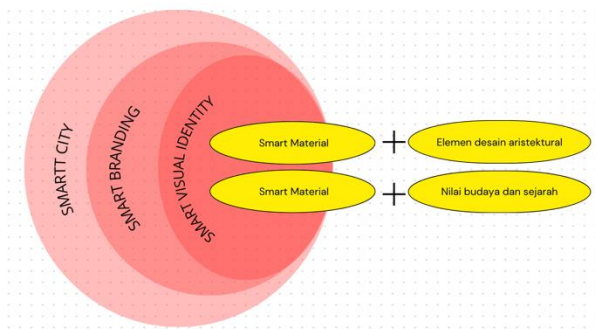 SMARTT CITY
SMART BRANDING
SMART VISUAL IDENTITY
Smart Material + Elemen desain aristektural
Smart Material + Nilai budaya dan sejarah